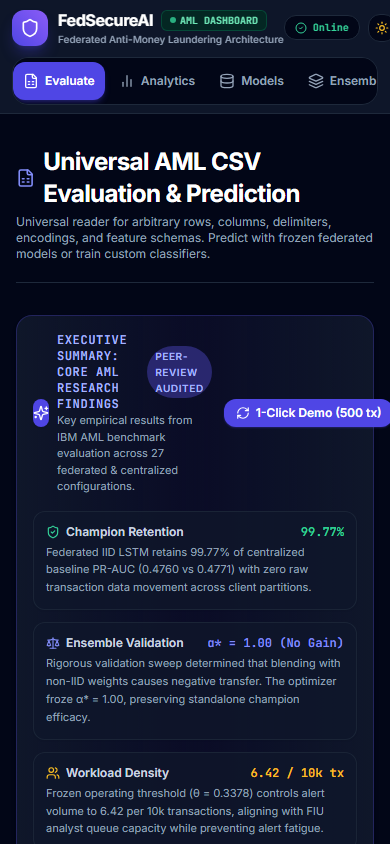 FedSecureAI
AML DASHBOARD
Federated Anti-Money Laundering Architecture
Online
Evaluate
Analytics
Models
Ensemb
Universal AML CSV
Evaluation & Prediction
Universal reader for arbitrary rows, columns, delimiters,
encodings, and feature schemas. Predict with frozen federated
models or train custom classifiers.
EXECUTIVE
SUMMARY:
CORE AML
RESEARCH
FINDINGS
PEER-
REVIEW
AUDITED
Key empirical results from
IBM AML benchmark
evaluation across 27
federated & centralized
configurations.
1-Click Demo (500 tx)
Champion Retention
99.77%
Federated IID LSTM retains 99.77% of centralized
baseline PR-AUC (0.4760 vs 0.4771) with zero raw
transaction data movement across client partitions.
Ensemble Validation
α* = 1.00 (No Gain)
Rigorous validation sweep determined that blending with
non-IID weights causes negative transfer. The optimizer
froze α* = 1.00, preserving standalone champion
efficacy.
Workload Density
6.42 / 10k tx
Frozen operating threshold (θ = 0.3378) controls alert
volume to 6.42 per 10k transactions, aligning with FIU
analyst queue capacity while preventing alert fatigue.